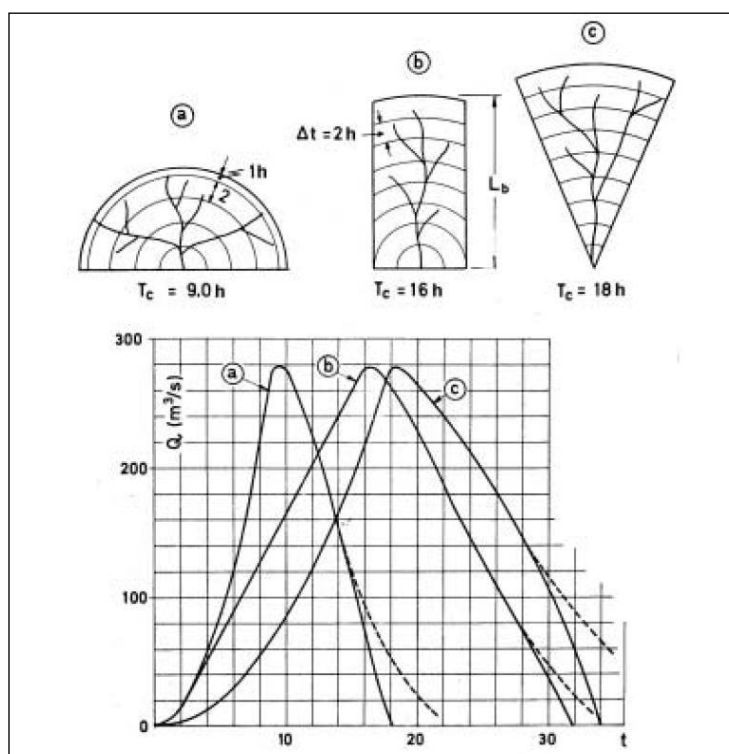 a
b
c
1h
2
Δt = 2h
L_b
T_c = 9.0 h
T_c = 16 h
T_c = 18 h
300
200
100
0
Q (m³/s)
a
b
c
10
20
30
t